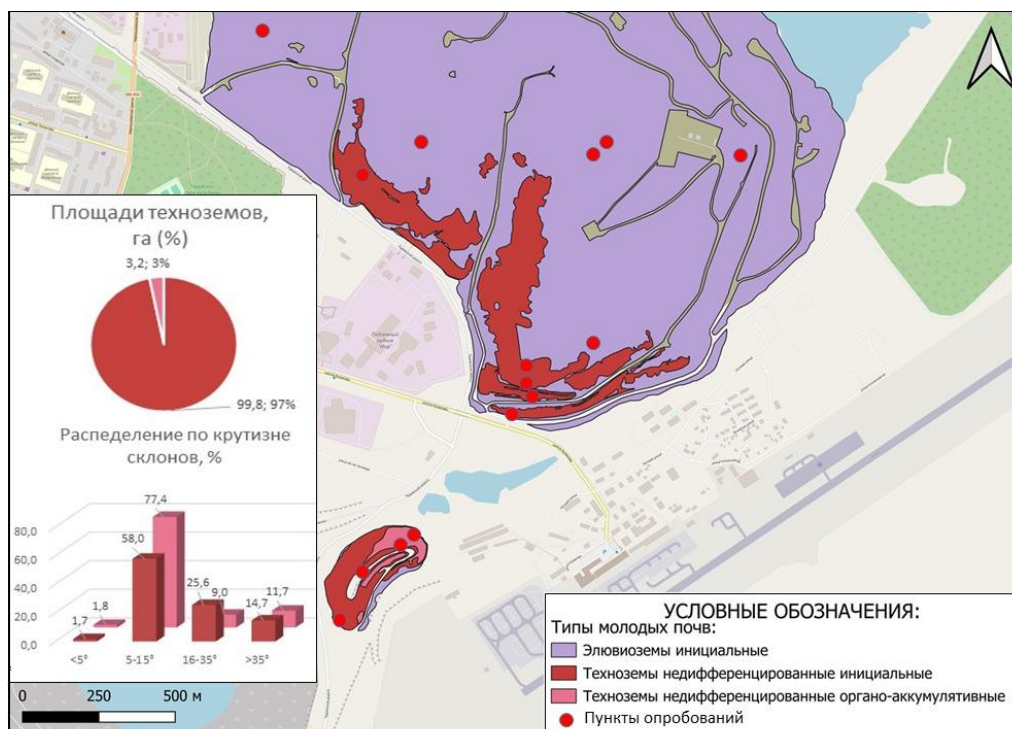 Площади техноземов,
га (%)
3,2; 3%
99,8; 97%
Распеделение по крутизне
склонов, %
80,0
60,0
40,0
20,0
0,0
1,7
1,8
58,0
77,4
25,6
9,0
14,7
11,7
<5°
5-15°
16-35°
>35°
0
250
500 м
УСЛОВНЫЕ ОБОЗНАЧЕНИЯ:
Типы молодых почв:
Элювиоземы инициальные
Техноземы недифференцированные инициальные
Техноземы недифференцированные органо-аккумулятивные
Пункты опробований